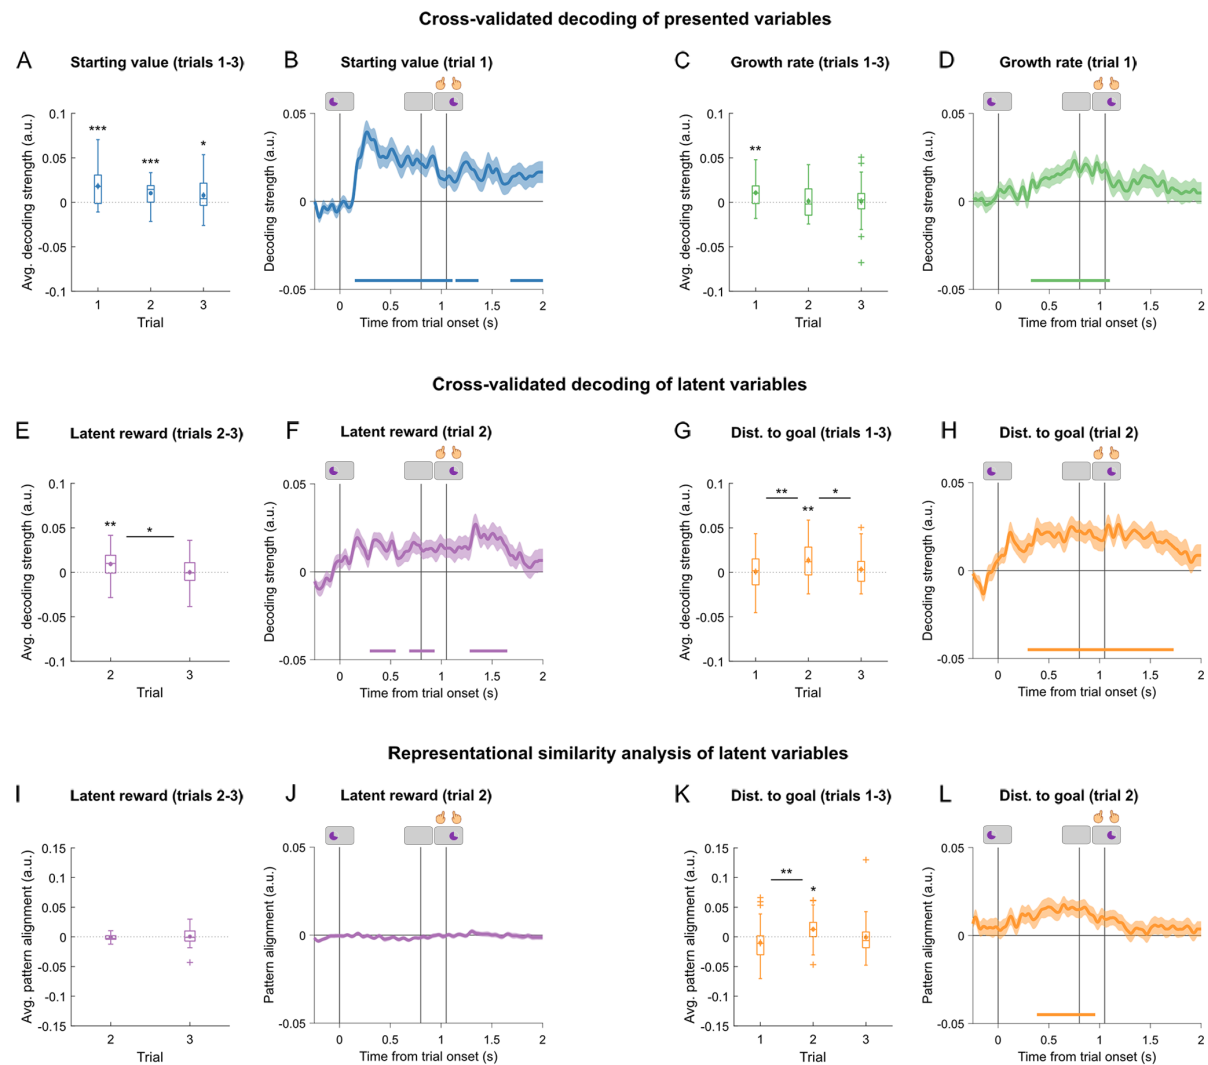 Cross-validated decoding of presented variables
A Starting value (trials 1-3)
Avg. decoding strength (a.u.)
0.1
0.05
0
-0.05
-0.1
***
***
*
1 2 3
Trial
B Starting value (trial 1)
Decoding strength (a.u.)
0.05
0
-0.05
0 0.5 1 1.5 2
Time from trial onset (s)
C Growth rate (trials 1-3)
Avg. decoding strength (a.u.)
0.1
0.05
0
-0.05
-0.1
**
1 2 3
Trial
D Growth rate (trial 1)
Decoding strength (a.u.)
0.05
0
-0.05
0 0.5 1 1.5 2
Time from trial onset (s)
Cross-validated decoding of latent variables
E Latent reward (trials 2-3)
Avg. decoding strength (a.u.)
0.1
0.05
0
-0.05
-0.1
**
*
2 3
Trial
F Latent reward (trial 2)
Decoding strength (a.u.)
0.05
0
-0.05
0 0.5 1 1.5 2
Time from trial onset (s)
G Dist. to goal (trials 1-3)
Avg. decoding strength (a.u.)
0.1
0.05
0
-0.05
-0.1
** *
**
1 2 3
Trial
H Dist. to goal (trial 2)
Decoding strength (a.u.)
0.05
0
-0.05
0 0.5 1 1.5 2
Time from trial onset (s)
Representational similarity analysis of latent variables
I Latent reward (trials 2-3)
Avg. pattern alignment (a.u.)
0.15
0.1
0.05
0
-0.05
-0.1
-0.15
2 3
Trial
J Latent reward (trial 2)
Pattern alignment (a.u.)
0.05
0
-0.05
0 0.5 1 1.5 2
Time from trial onset (s)
K Dist. to goal (trials 1-3)
Avg. pattern alignment (a.u.)
0.15
0.1
0.05
0
-0.05
-0.1
-0.15
**
*
1 2 3
Trial
L Dist. to goal (trial 2)
Pattern alignment (a.u.)
0.05
0
-0.05
0 0.5 1 1.5 2
Time from trial onset (s)